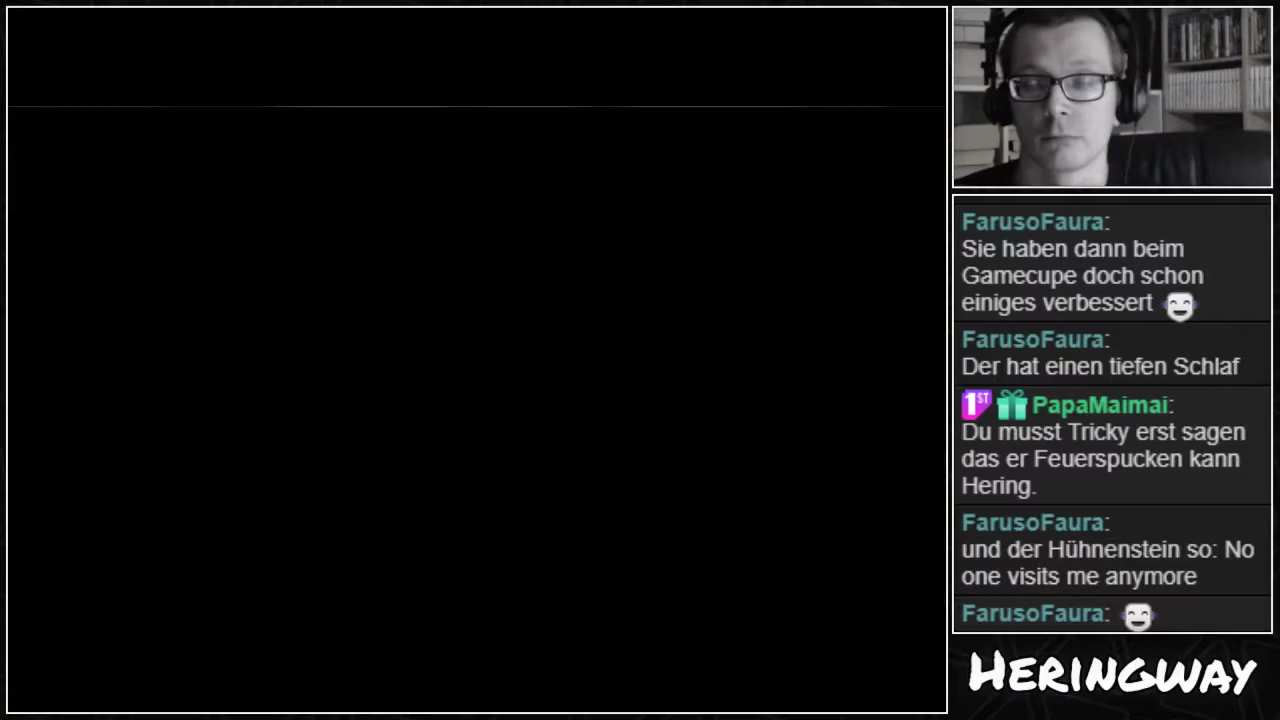 FarusoFaura:
Sie haben dann beim
Gamecupe doch schon
einiges verbessert
FarusoFaura:
Der hat einen tiefen Schlaf
1ST PapaMaimai:
Du musst Tricky erst sagen
das er Feuerspucken kann
Hering.
FarusoFaura:
und der Hühnenstein so: No
one visits me anymore
FarusoFaura:
HERINGWAY